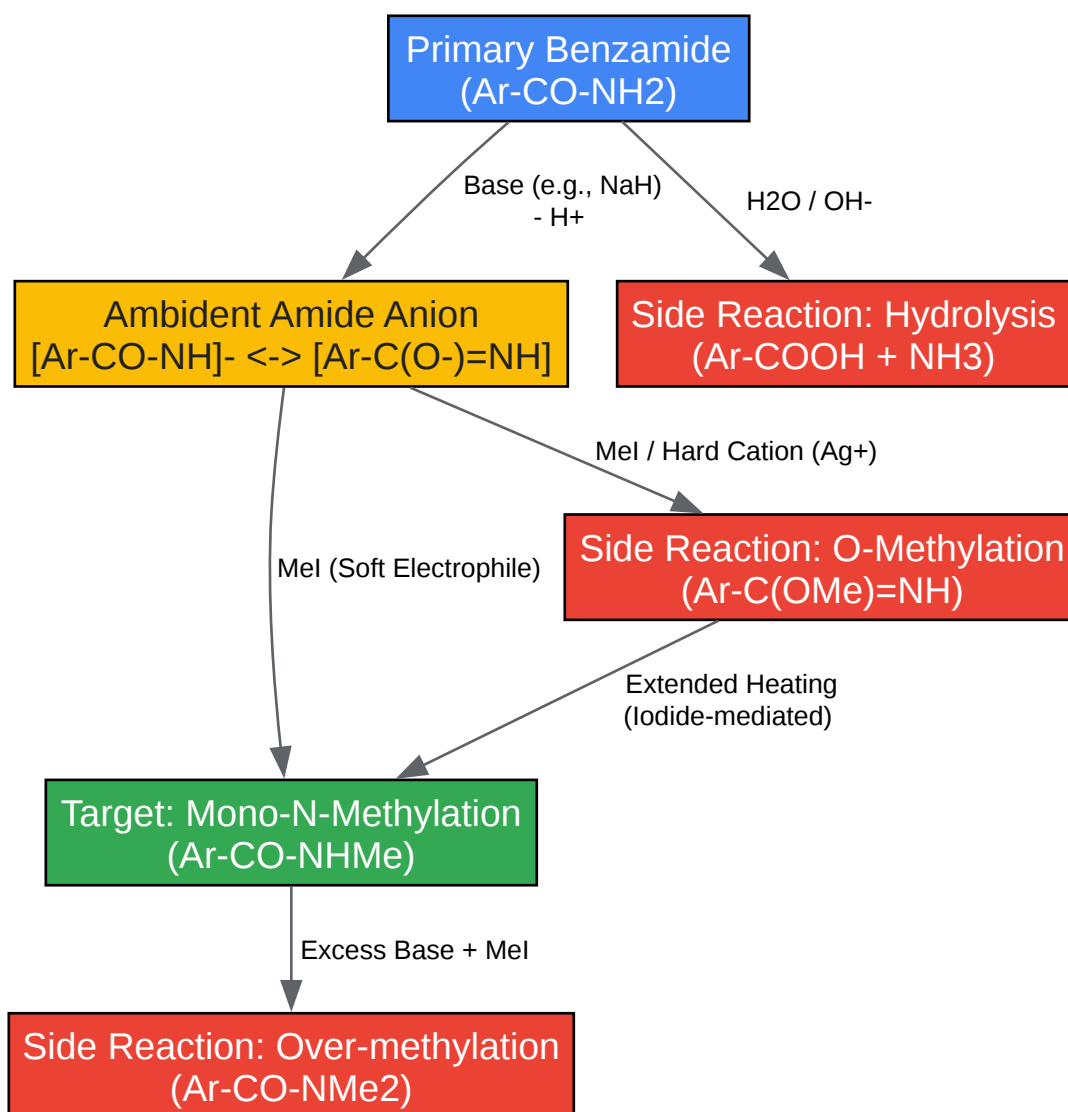 Primary Benzamide
(Ar-CO-NH2)
Base (e.g., NaH)
- H+
H2O / OH-
Ambident Amide Anion
[Ar-CO-NH]- <-> [Ar-C(O-)=NH]
Side Reaction: Hydrolysis
(Ar-COOH + NH3)
MeI / Hard Cation (Ag+)
MeI (Soft Electrophile)
Side Reaction: O-Methylation
(Ar-C(OMe)=NH)
Extended Heating
(Iodide-mediated)
Target: Mono-N-Methylation
(Ar-CO-NHMe)
Excess Base + MeI
Side Reaction: Over-methylation
(Ar-CO-NMe2)